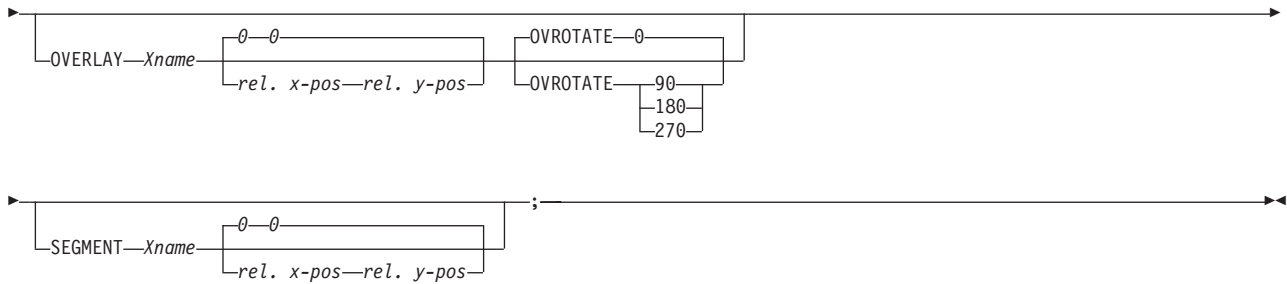 0 0 OVROTATE 0
OVERLAY Xname
rel. x-pos rel. y-pos OVROTATE 90
180
270
;
0 0
SEGMENT Xname
rel. x-pos rel. y-pos